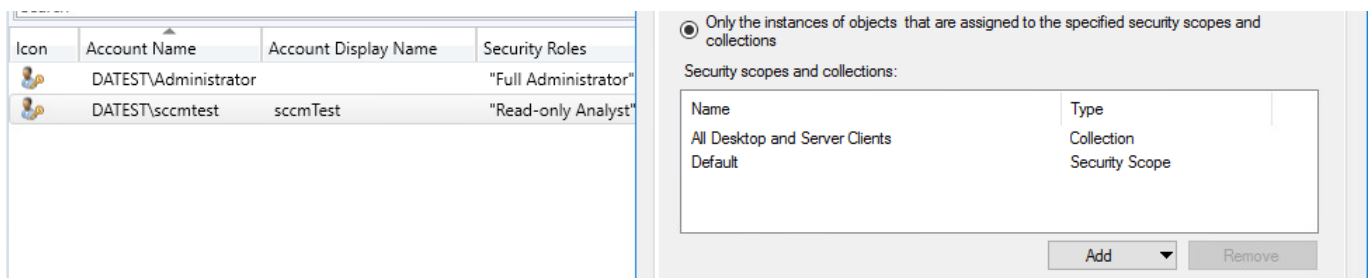 Icon Account Name Account Display Name Security Roles
DATEST\Administrator "Full Administrator"
DATEST\sccmtest sccmTest "Read-only Analyst"
Only the instances of objects that are assigned to the specified security scopes and
collections
Security scopes and collections:
Name Type
All Desktop and Server Clients Collection
Default Security Scope
Add Remove